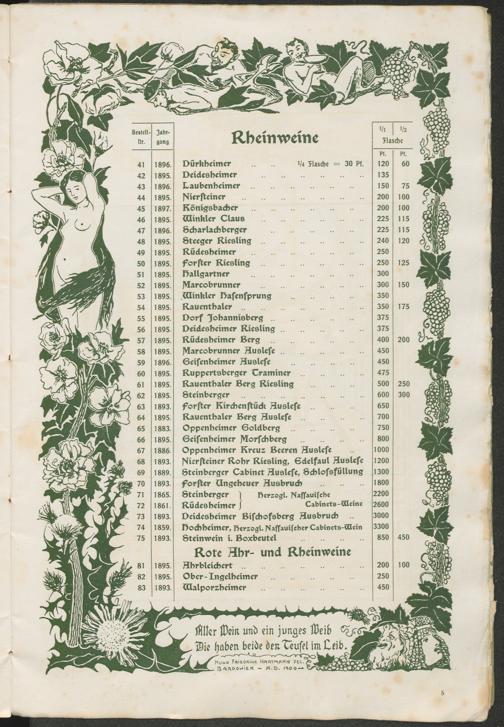 Bestell- Jahr- Rheinweine 1/1 1/2
Nr. gang Flasche
Pf. Pf.
41 1896. Dürkheimer .. .. 1/4 Flasche = 30 Pf. 120 60
42 1895. Deidesheimer .. .. .. .. .. 135
43 1896. Laubenheimer .. .. .. .. .. 150 75
44 1895. Niersteiner .. .. .. .. .. 200 100
45 1897. Königsbacher .. .. .. .. .. 200 100
46 1895. Winkler Claus .. .. .. .. .. 225 115
47 1896. Scharlachberger .. .. .. .. .. 225 115
48 1895. Steeger Riesling .. .. .. .. .. 240 120
49 1895. Rüdesheimer .. .. .. .. .. 250
50 1895. Forster Riesling .. .. .. .. .. 250 125
51 1895. Hallgartner .. .. .. .. .. 300
52 1895. Marcobrunner .. .. .. .. .. 300 150
53 1895. Winkler Hasensprung .. .. .. .. 350
54 1895. Rauenthaler .. .. .. .. .. 350 175
55 1895. Dorf Johannisberg .. .. .. .. 375
56 1895. Deidesheimer Riesling .. .. .. .. 375
57 1895. Rüdesheimer Berg .. .. .. .. 400 200
58 1895. Marcobrunner Auslese .. .. .. .. 450
59 1896. Geisenheimer Auslese .. .. .. .. 450
60 1895. Ruppertsberger Traminer .. .. .. 475
61 1895. Rauenthaler Berg Riesling .. .. .. 500 250
62 1895. Steinberger .. .. .. .. .. 600 300
63 1893. Forster Kirchenstück Auslese .. .. .. 650
64 1895. Rauenthaler Berg Auslese .. .. .. 700
65 1883. Oppenheimer Goldberg .. .. .. 750
66 1895. Geisenheimer Morschberg .. .. .. 800
67 1886. Oppenheimer Kreuz Beeren Auslese .. .. 1000
68 1893. Niersteiner Rohr Riesling, Edelfaul Auslese 1200
69 1889. Steinberger Cabinet Auslese, Schlossfüllung 1300
70 1893. Forster Ungeheuer Ausbruch .. .. .. 1800
71 1865. Steinberger } Herzogl. Nassauische 2200
72 1861. Rüdesheimer } Cabinets-Weine 2600
73 1893. Deidesheimer Bischofsberg Ausbruch .. .. 3000
74 1859. Hochheimer, Herzogl. Nassauischer Cabinets-Wein 3300
75 1893. Steinwein i. Boxbeutel .. .. .. 850 450
Rote Ahr- und Rheinweine
81 1895. Ahrbleichert .. .. .. .. .. 200 100
82 1895. Ober-Ingelheimer .. .. .. .. 250
83 1893. Walporzheimer .. .. .. .. 450
Alter Wein und ein junges Weib
Die haben beide den Teufel im Leib.
HUGO FRIEDRICH HARTMANN DEL.
BARDOWIEK – A.D. 1900
5